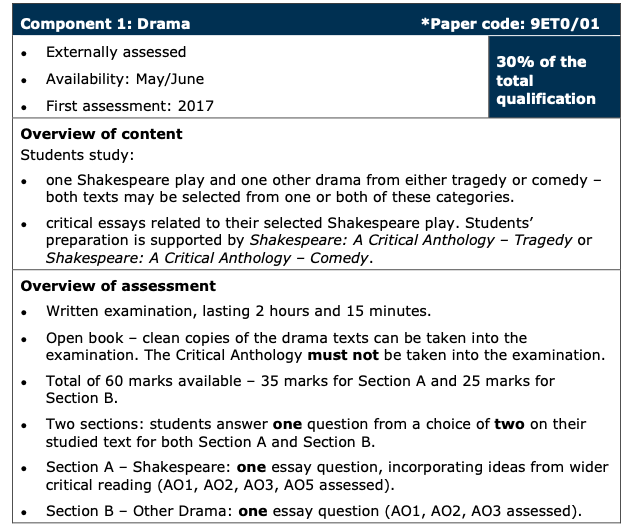 Component 1: Drama *Paper code: 9ET0/01
• Externally assessed
• Availability: May/June
• First assessment: 2017
30% of the
total
qualification
Overview of content
Students study:
• one Shakespeare play and one other drama from either tragedy or comedy –
both texts may be selected from one or both of these categories.
• critical essays related to their selected Shakespeare play. Students’
preparation is supported by Shakespeare: A Critical Anthology – Tragedy or
Shakespeare: A Critical Anthology – Comedy.
Overview of assessment
• Written examination, lasting 2 hours and 15 minutes.
• Open book – clean copies of the drama texts can be taken into the
examination. The Critical Anthology must not be taken into the examination.
• Total of 60 marks available – 35 marks for Section A and 25 marks for
Section B.
• Two sections: students answer one question from a choice of two on their
studied text for both Section A and Section B.
• Section A – Shakespeare: one essay question, incorporating ideas from wider
critical reading (AO1, AO2, AO3, AO5 assessed).
• Section B – Other Drama: one essay question (AO1, AO2, AO3 assessed).